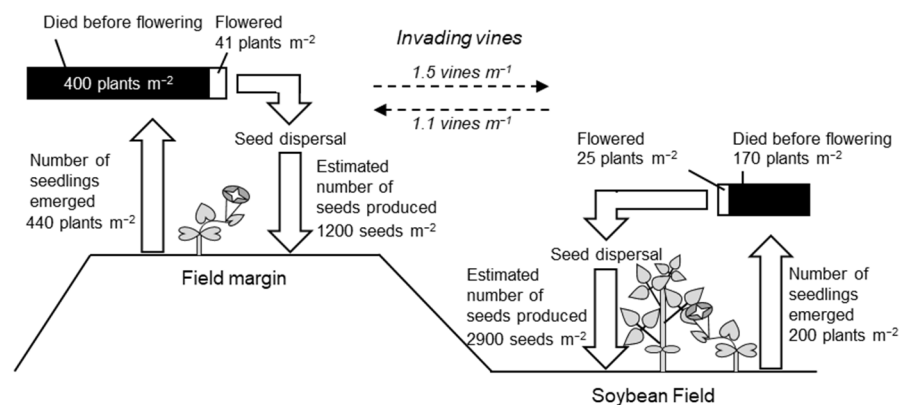 Died before flowering
400 plants m⁻²
Flowered
41 plants m⁻²
Invading vines
1.5 vines m⁻¹
1.1 vines m⁻¹
Seed dispersal
Number of
seedlings
emerged
440 plants m⁻²
Estimated
number of
seeds produced
1200 seeds m⁻²
Field margin
Flowered
25 plants m⁻²
Died before flowering
170 plants m⁻²
Seed dispersal
Estimated
number of
seeds produced
2900 seeds m⁻²
Number of
seedlings
emerged
200 plants m⁻²
Soybean Field